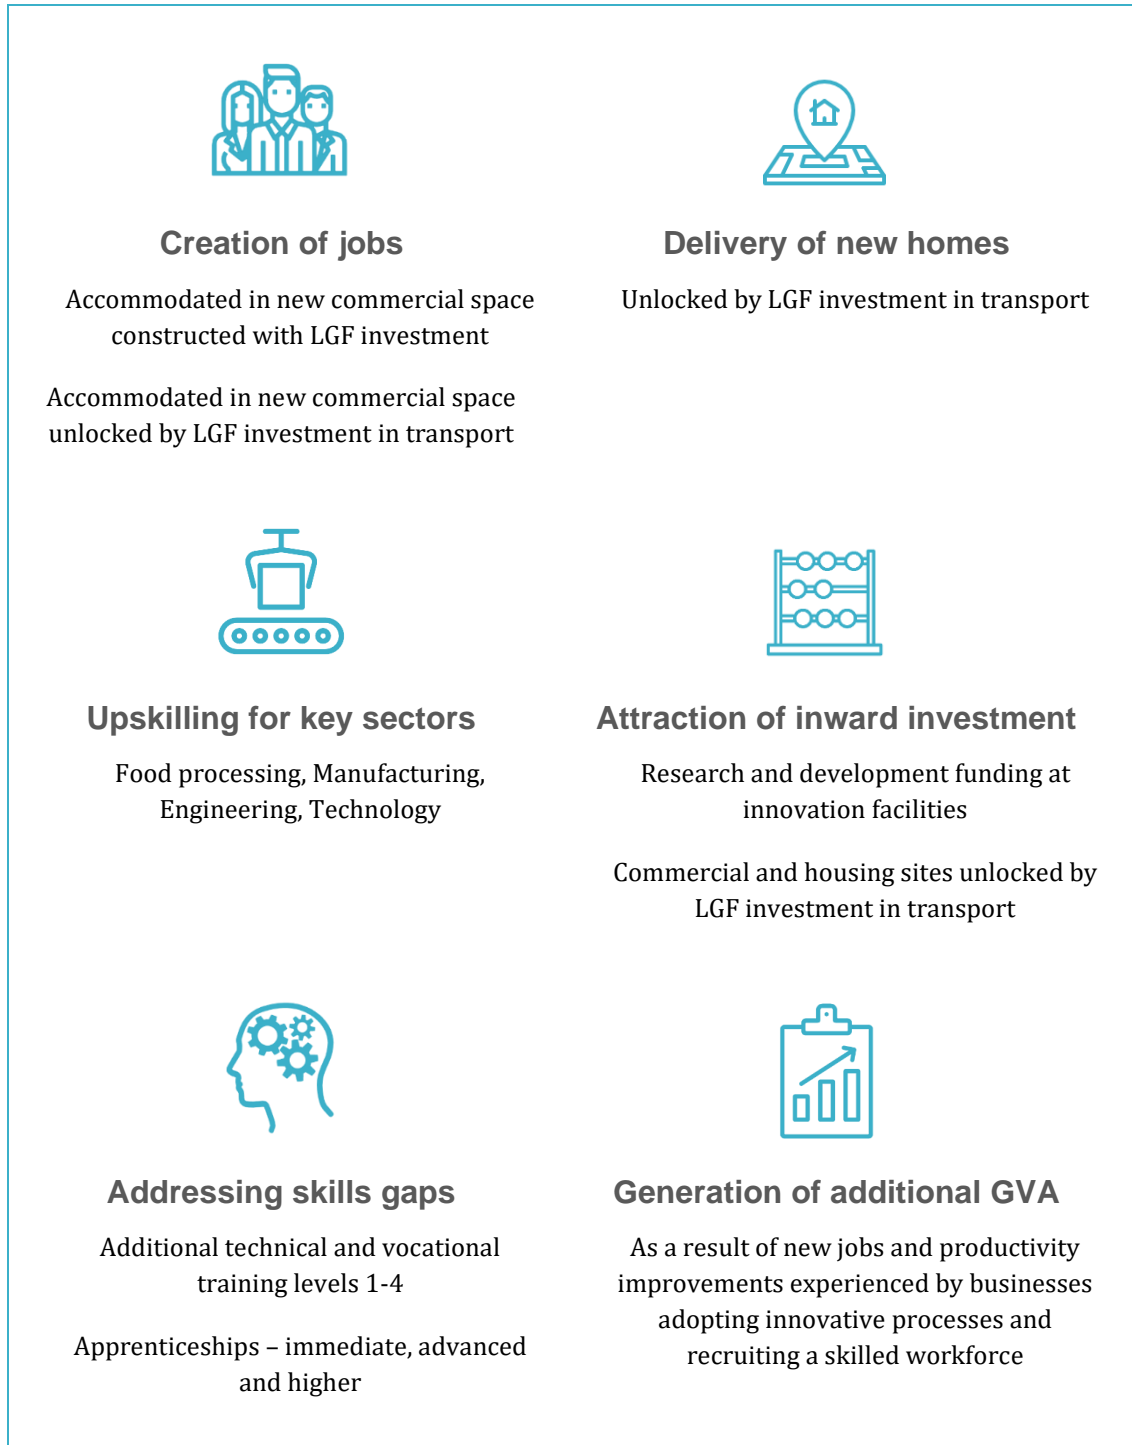 Creation of jobs
Accommodated in new commercial space
constructed with LGF investment
Accommodated in new commercial space
unlocked by LGF investment in transport
Delivery of new homes
Unlocked by LGF investment in transport
Upskilling for key sectors
Food processing, Manufacturing,
Engineering, Technology
Attraction of inward investment
Research and development funding at
innovation facilities
Commercial and housing sites unlocked by
LGF investment in transport
Addressing skills gaps
Additional technical and vocational
training levels 1-4
Apprenticeships – immediate, advanced
and higher
Generation of additional GVA
As a result of new jobs and productivity
improvements experienced by businesses
adopting innovative processes and
recruiting a skilled workforce